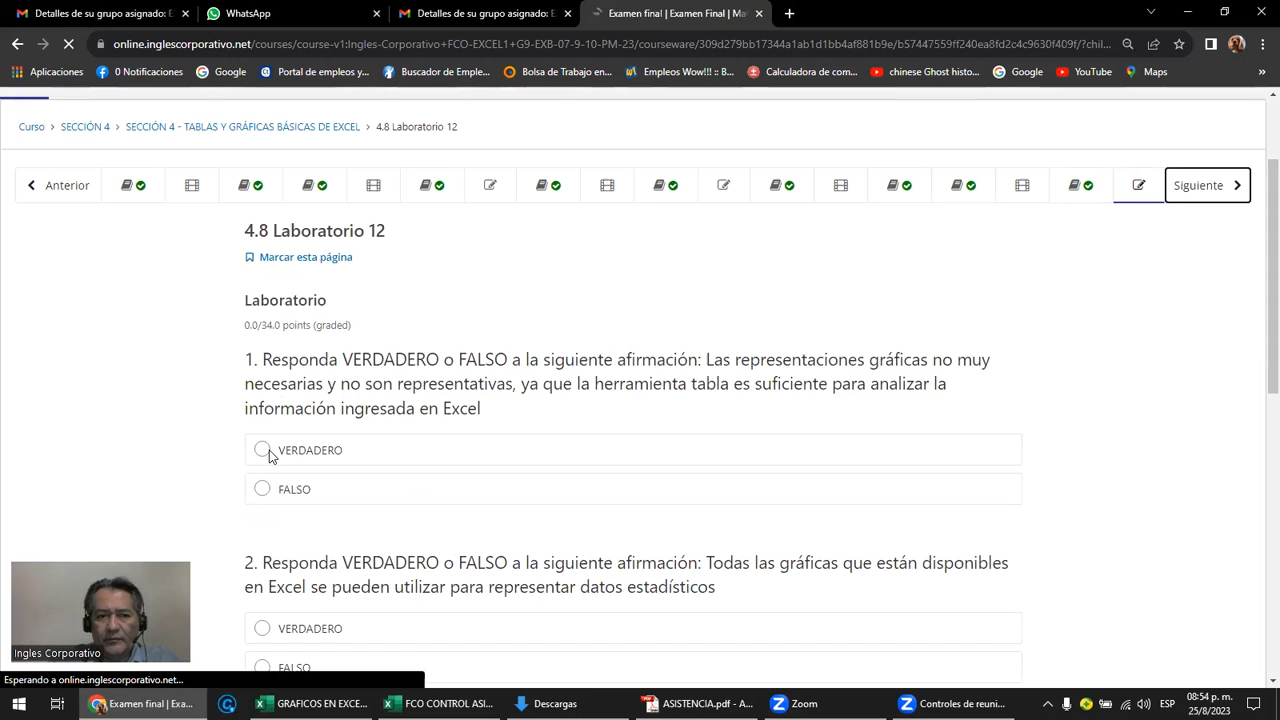 Detalles de su grupo asignado: E
WhatsApp
Detalles de su grupo asignado: E
Examen final | Examen Final | Ma
online.inglescorporativo.net/courses/course-v1:Ingles-Corporativo+FCO-EXCEL1+G9-EXB-07-9-10-PM-23/courseware/309d279bb17344a1ab1d1bb4af881b9e/b57447559ff240ea8fd2c4c9630f409f/?chil...
Aplicaciones
0 Notificaciones
Google
Portal de empleos y...
Buscador de Emple...
Bolsa de Trabajo en...
Empleos Wow!!! :: B...
Calculadora de com...
chinese Ghost histo...
Google
YouTube
Maps
»
Curso > SECCIÓN 4 > SECCIÓN 4 - TABLAS Y GRÁFICAS BÁSICAS DE EXCEL > 4.8 Laboratorio 12
Anterior
Siguiente
4.8 Laboratorio 12
Marcar esta página
Laboratorio
0.0/34.0 points (graded)
1. Responda VERDADERO o FALSO a la siguiente afirmación: Las representaciones gráficas no muy
necesarias y no son representativas, ya que la herramienta tabla es suficiente para analizar la
información ingresada en Excel
VERDADERO
FALSO
2. Responda VERDADERO o FALSO a la siguiente afirmación: Todas las gráficas que están disponibles
en Excel se pueden utilizar para representar datos estadísticos
VERDADERO
FALSO
Ingles Corporativo
Esperando a online.inglescorporativo.net...
Examen final | Exa...
GRAFICOS EN EXCE...
FCO CONTROL ASI...
Descargas
ASISTENCIA.pdf - A...
Zoom
Controles de reuni...
ESP
08:54 p. m.
25/8/2023